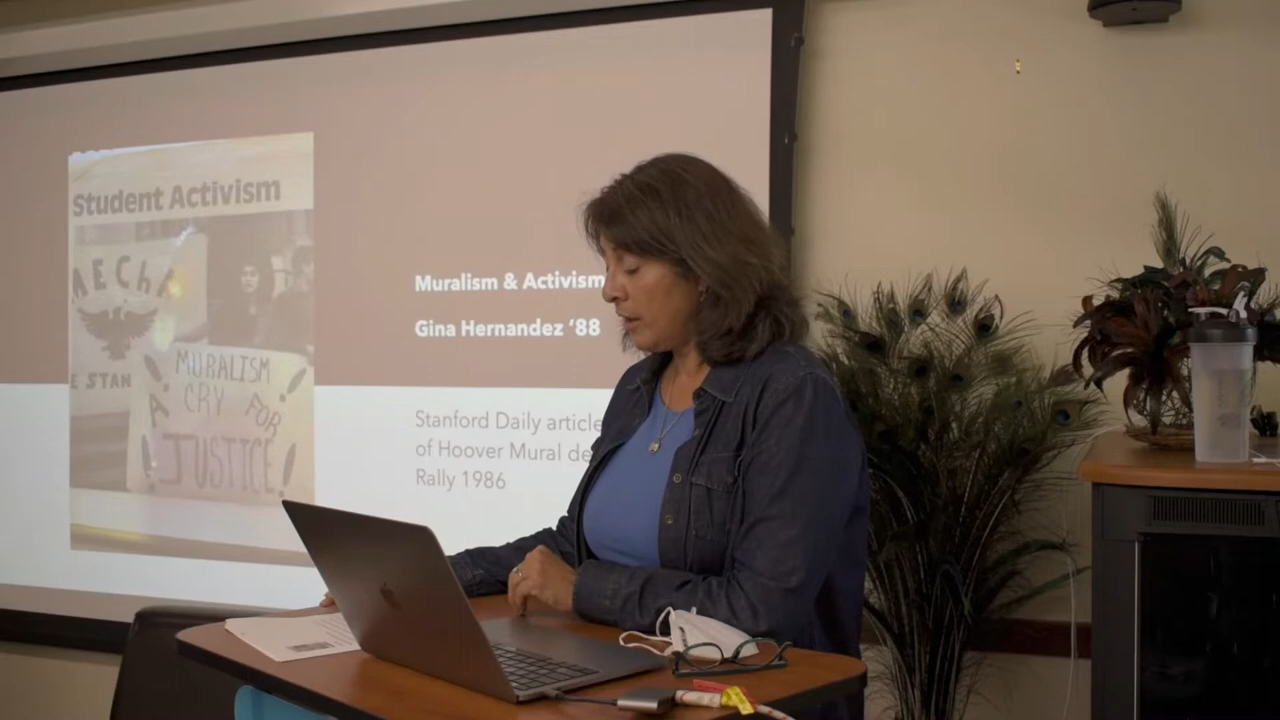 Student Activism
MECha
E STAN
MURALISM
A CRY FOR
JUSTICE!
Muralism & Activism
Gina Hernandez ‘88
Stanford Daily article
of Hoover Mural de
Rally 1986